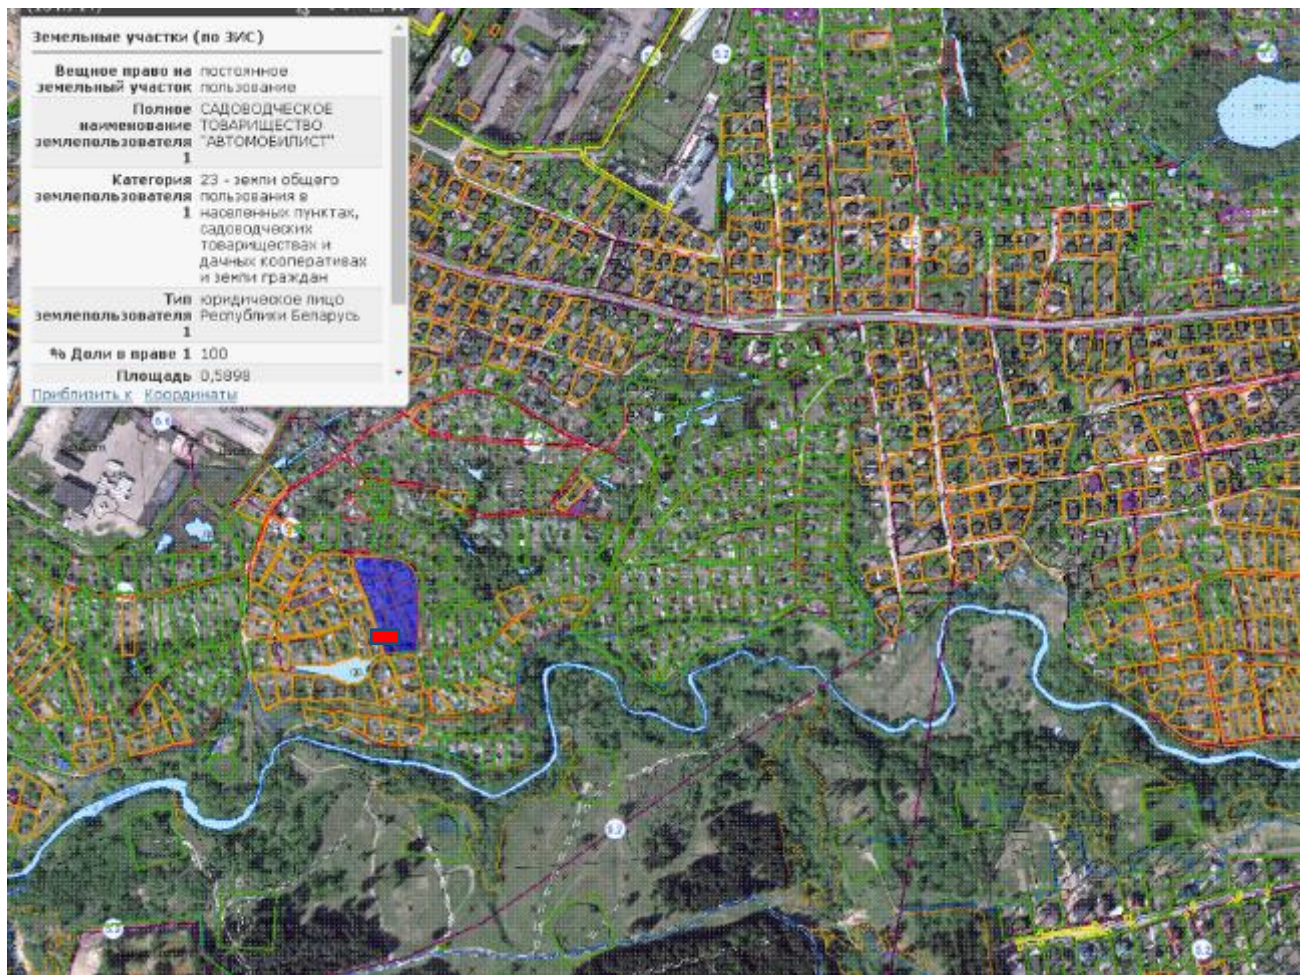 Земельные участки (по ЗИС)
Вещное право на постоянное
земельный участок пользование
Полное САДОВОДЧЕСКОЕ
наименование ТОВАРИЩЕСТВО
землепользователя "АВТОМОБИЛИСТ"
1
Категория 23 - земли общего
землепользователя пользования в
1 населенных пунктах,
садоводческих
товариществах и
дачных кооперативах
и земли граждан
Тип юридическое лицо
землепользователя Республики Беларусь
1
% Доли в праве 1 100
Площадь 0,5898
Приблизить к Координаты